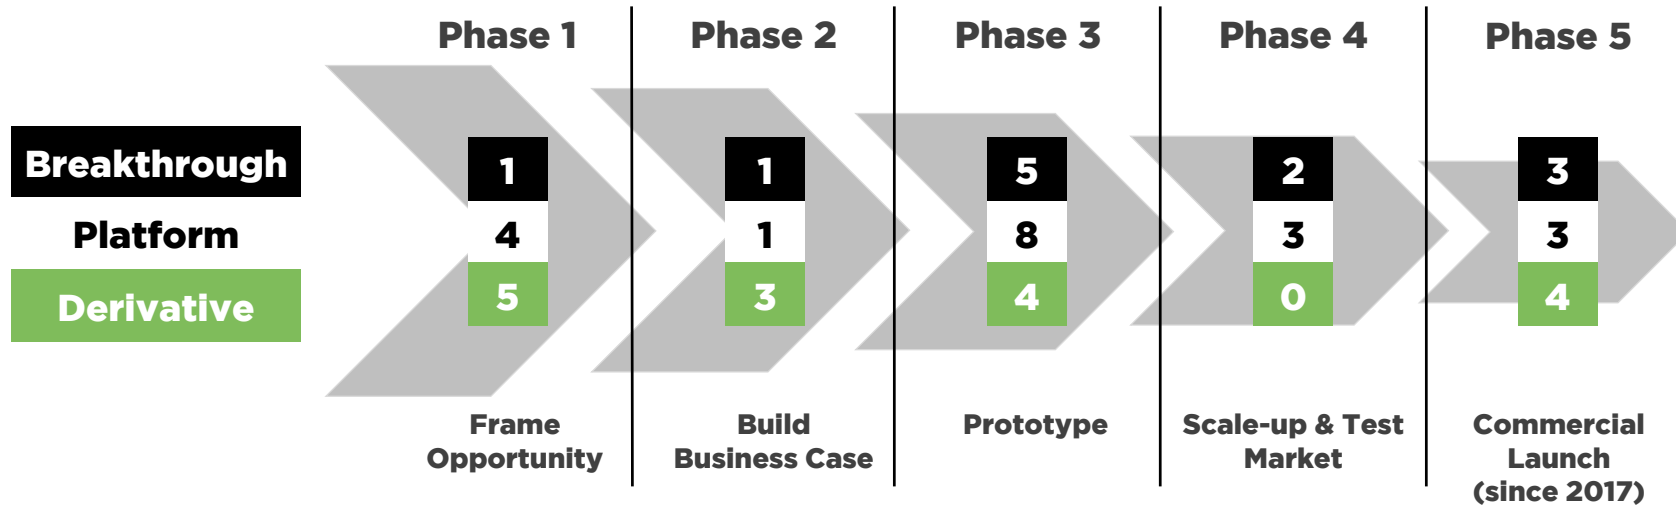 Phase 1 Phase 2 Phase 3 Phase 4 Phase 5
Breakthrough 1 1 5 2 3
Platform 4 1 8 3 3
Derivative 5 3 4 0 4
Frame Build Prototype Scale-up & Test Commercial
Opportunity Business Case Market Launch
(since 2017)